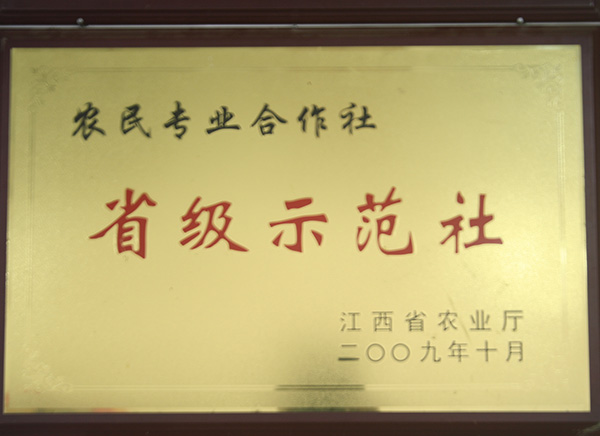 农民专业合作社
省级示范社
江西省农业厅
二〇〇九年十月